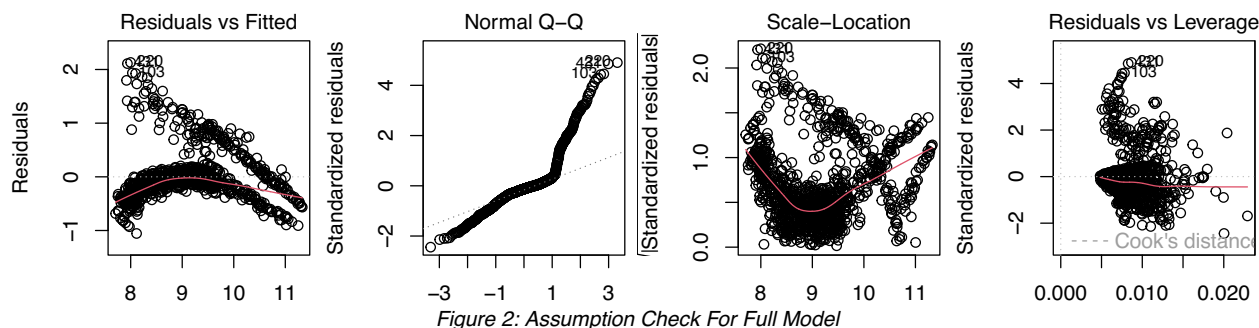 Residuals vs Fitted
Residuals
2
1
0
−1
103
8 9 10 11
Normal Q−Q
Standardized residuals
4
2
0
−2
103
−3 −1 1 3
Scale−Location
|Standardized residuals|
2.0
1.0
0.0
103
8 9 10 11
Residuals vs Leverage
Standardized residuals
4
2
0
−2
103
Cook's distance
0.000 0.010
Figure 2: Assumption Check For Full Model